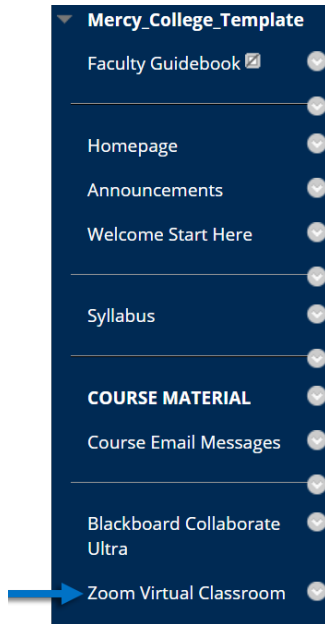 Mercy_College_Template
Faculty Guidebook
Homepage
Announcements
Welcome Start Here
Syllabus
COURSE MATERIAL
Course Email Messages
Blackboard Collaborate
Ultra
Zoom Virtual Classroom